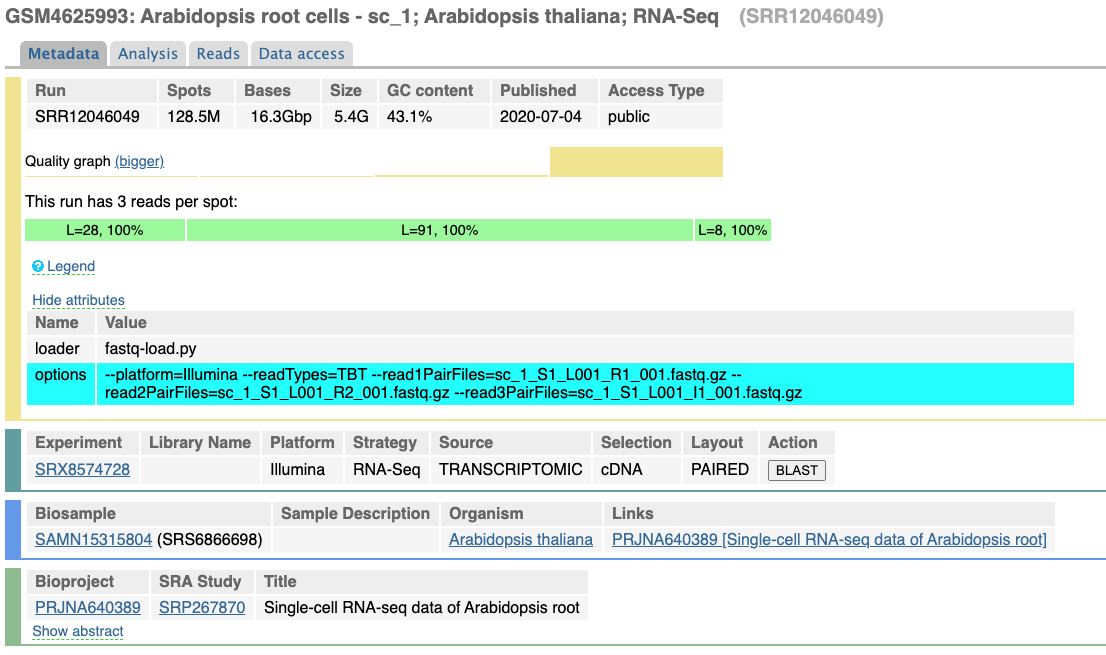 GSM4625993: Arabidopsis root cells - sc_1; Arabidopsis thaliana; RNA-Seq (SRR12046049)
Metadata Analysis Reads Data access
Run Spots Bases Size GC content Published Access Type
SRR12046049 128.5M 16.3Gbp 5.4G 43.1% 2020-07-04 public
Quality graph (bigger)
This run has 3 reads per spot:
L=28, 100% L=91, 100% L=8, 100%
? Legend
Hide attributes
Name Value
loader fastq-load.py
options --platform=Illumina --readTypes=TBT --read1PairFiles=sc_1_S1_L001_R1_001.fastq.gz --
read2PairFiles=sc_1_S1_L001_R2_001.fastq.gz --read3PairFiles=sc_1_S1_L001_I1_001.fastq.gz
Experiment Library Name Platform Strategy Source Selection Layout Action
SRX8574728 Illumina RNA-Seq TRANSCRIPTOMIC cDNA PAIRED BLAST
Biosample Sample Description Organism Links
SAMN15315804 (SRS6866698) Arabidopsis thaliana PRJNA640389 [Single-cell RNA-seq data of Arabidopsis root]
Bioproject SRA Study Title
PRJNA640389 SRP267870 Single-cell RNA-seq data of Arabidopsis root
Show abstract